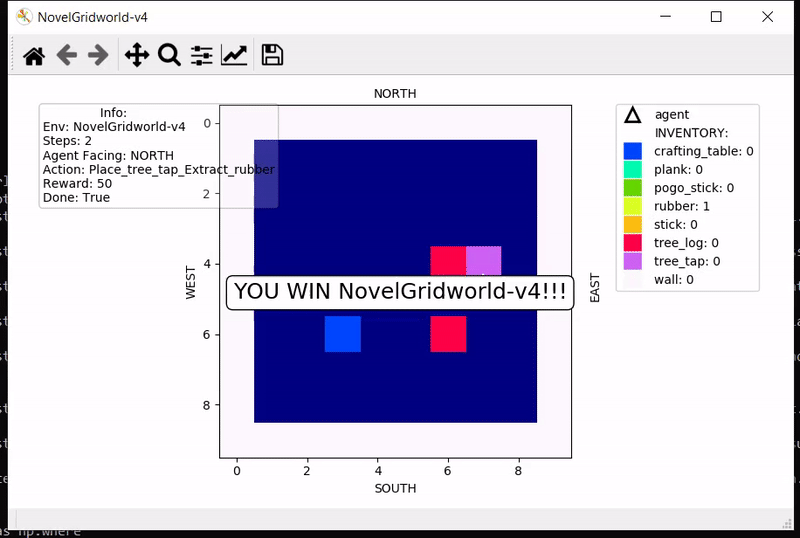 NovelGridworld-v4
NORTH
Info:
Env: NovelGridworld-v4
Steps: 2
Agent Facing: NORTH
Action: Place_tree_tap_Extract_rubber
Reward: 50
Done: True
0
2
4
6
8
WEST
YOU WIN NovelGridworld-v4!!!
EAST
0 2 4 6 8
SOUTH
agent
INVENTORY:
crafting_table: 0
plank: 0
pogo_stick: 0
rubber: 1
stick: 0
tree_log: 0
tree_tap: 0
wall: 0
as np.where